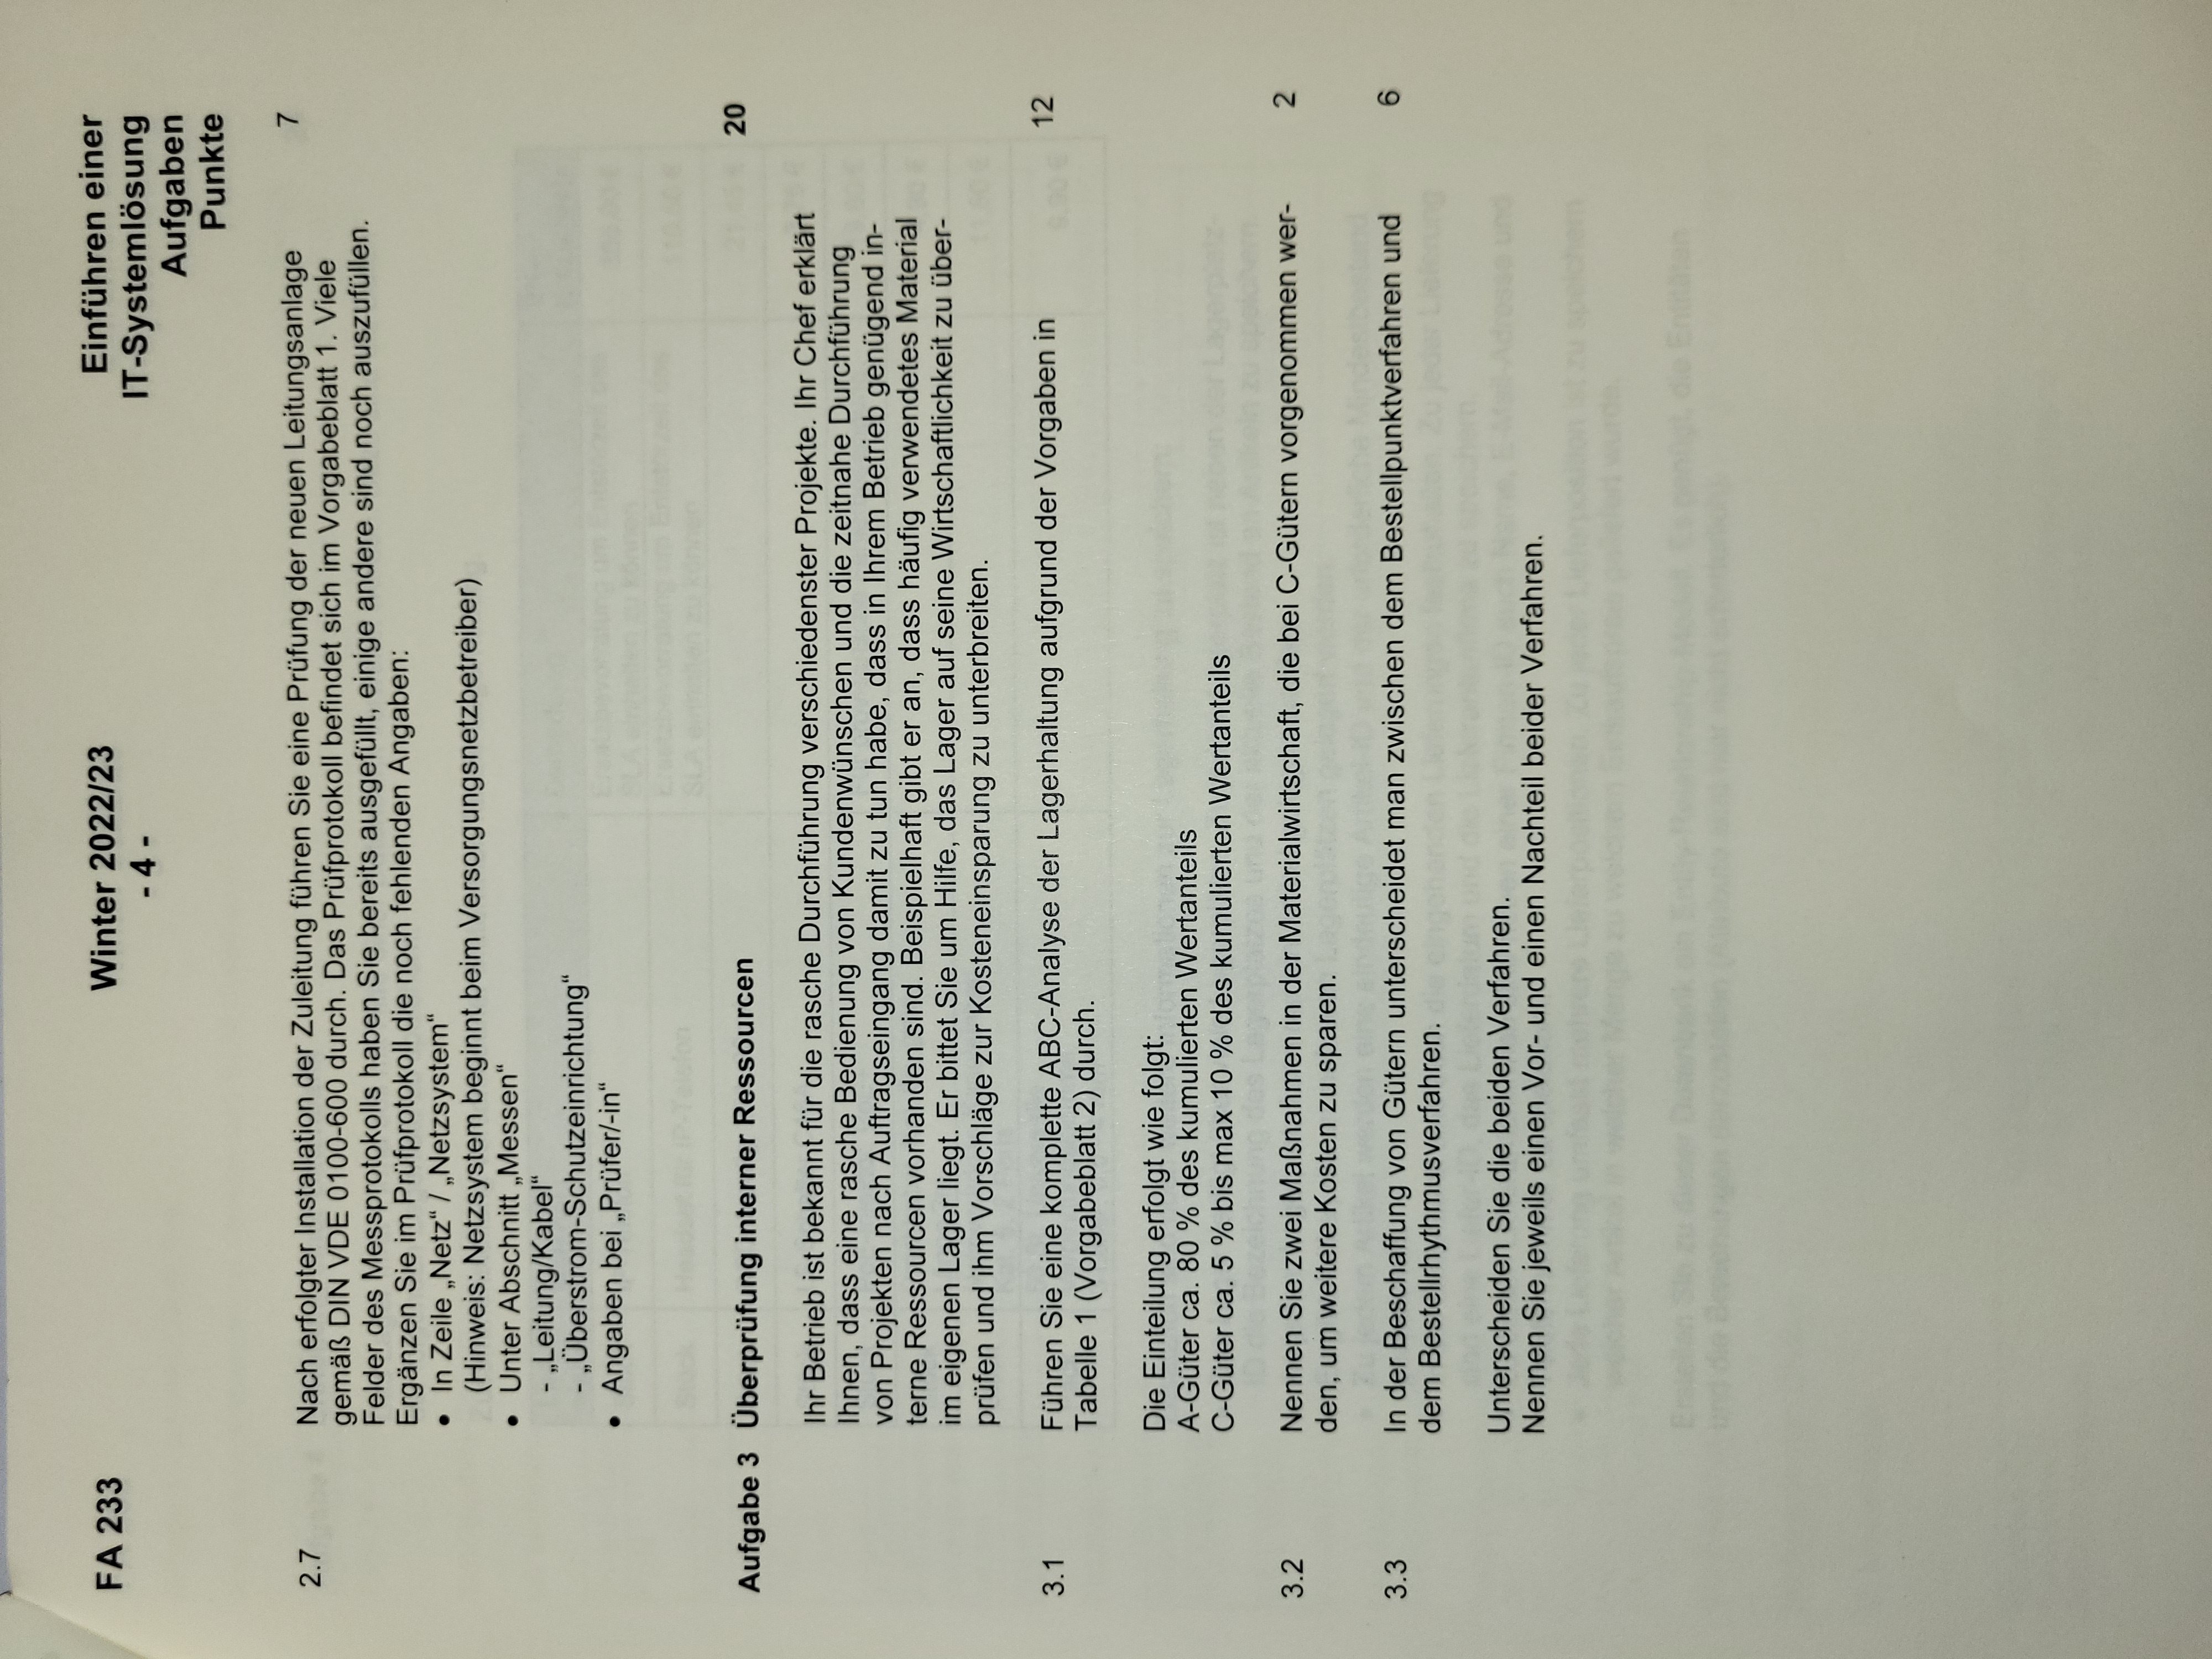 FA 233
Winter 2022/23
- 4 -
Einführen einer
IT-Systemlösung
Aufgaben
Punkte
2.7 Nach erfolgter Installation der Zuleitung führen Sie eine Prüfung der neuen Leitungsanlage 7
gemäß DIN VDE 0100-600 durch. Das Prüfprotokoll befindet sich im Vorgabeblatt 1. Viele
Felder des Messprotokolls haben Sie bereits ausgefüllt, einige andere sind noch auszufüllen.
Ergänzen Sie im Prüfprotokoll die noch fehlenden Angaben:
• In Zeile „Netz“ / „Netzsystem“
(Hinweis: Netzsystem beginnt beim Versorgungsnetzbetreiber)
• Unter Abschnitt „Messen“
- „Leitung/Kabel“
- „Überstrom-Schutzeinrichtung“
• Angaben bei „Prüfer/-in“
Aufgabe 3 Überprüfung interner Ressourcen 20
Ihr Betrieb ist bekannt für die rasche Durchführung verschiedenster Projekte. Ihr Chef erklärt
Ihnen, dass eine rasche Bedienung von Kundenwünschen und die zeitnahe Durchführung
von Projekten nach Auftragseingang damit zu tun habe, dass in Ihrem Betrieb genügend in-
terne Ressourcen vorhanden sind. Beispielhaft gibt er an, dass häufig verwendetes Material
im eigenen Lager liegt. Er bittet Sie um Hilfe, das Lager auf seine Wirtschaftlichkeit zu über-
prüfen und ihm Vorschläge zur Kosteneinsparung zu unterbreiten.
3.1 Führen Sie eine komplette ABC-Analyse der Lagerhaltung aufgrund der Vorgaben in 12
Tabelle 1 (Vorgabeblatt 2) durch.
Die Einteilung erfolgt wie folgt:
A-Güter ca. 80 % des kumulierten Wertanteils
C-Güter ca. 5 % bis max 10 % des kumulierten Wertanteils
3.2 Nennen Sie zwei Maßnahmen in der Materialwirtschaft, die bei C-Gütern vorgenommen wer- 2
den, um weitere Kosten zu sparen.
3.3 In der Beschaffung von Gütern unterscheidet man zwischen dem Bestellpunktverfahren und 6
dem Bestellrhythmusverfahren.
Unterscheiden Sie die beiden Verfahren.
Nennen Sie jeweils einen Vor- und einen Nachteil beider Verfahren.